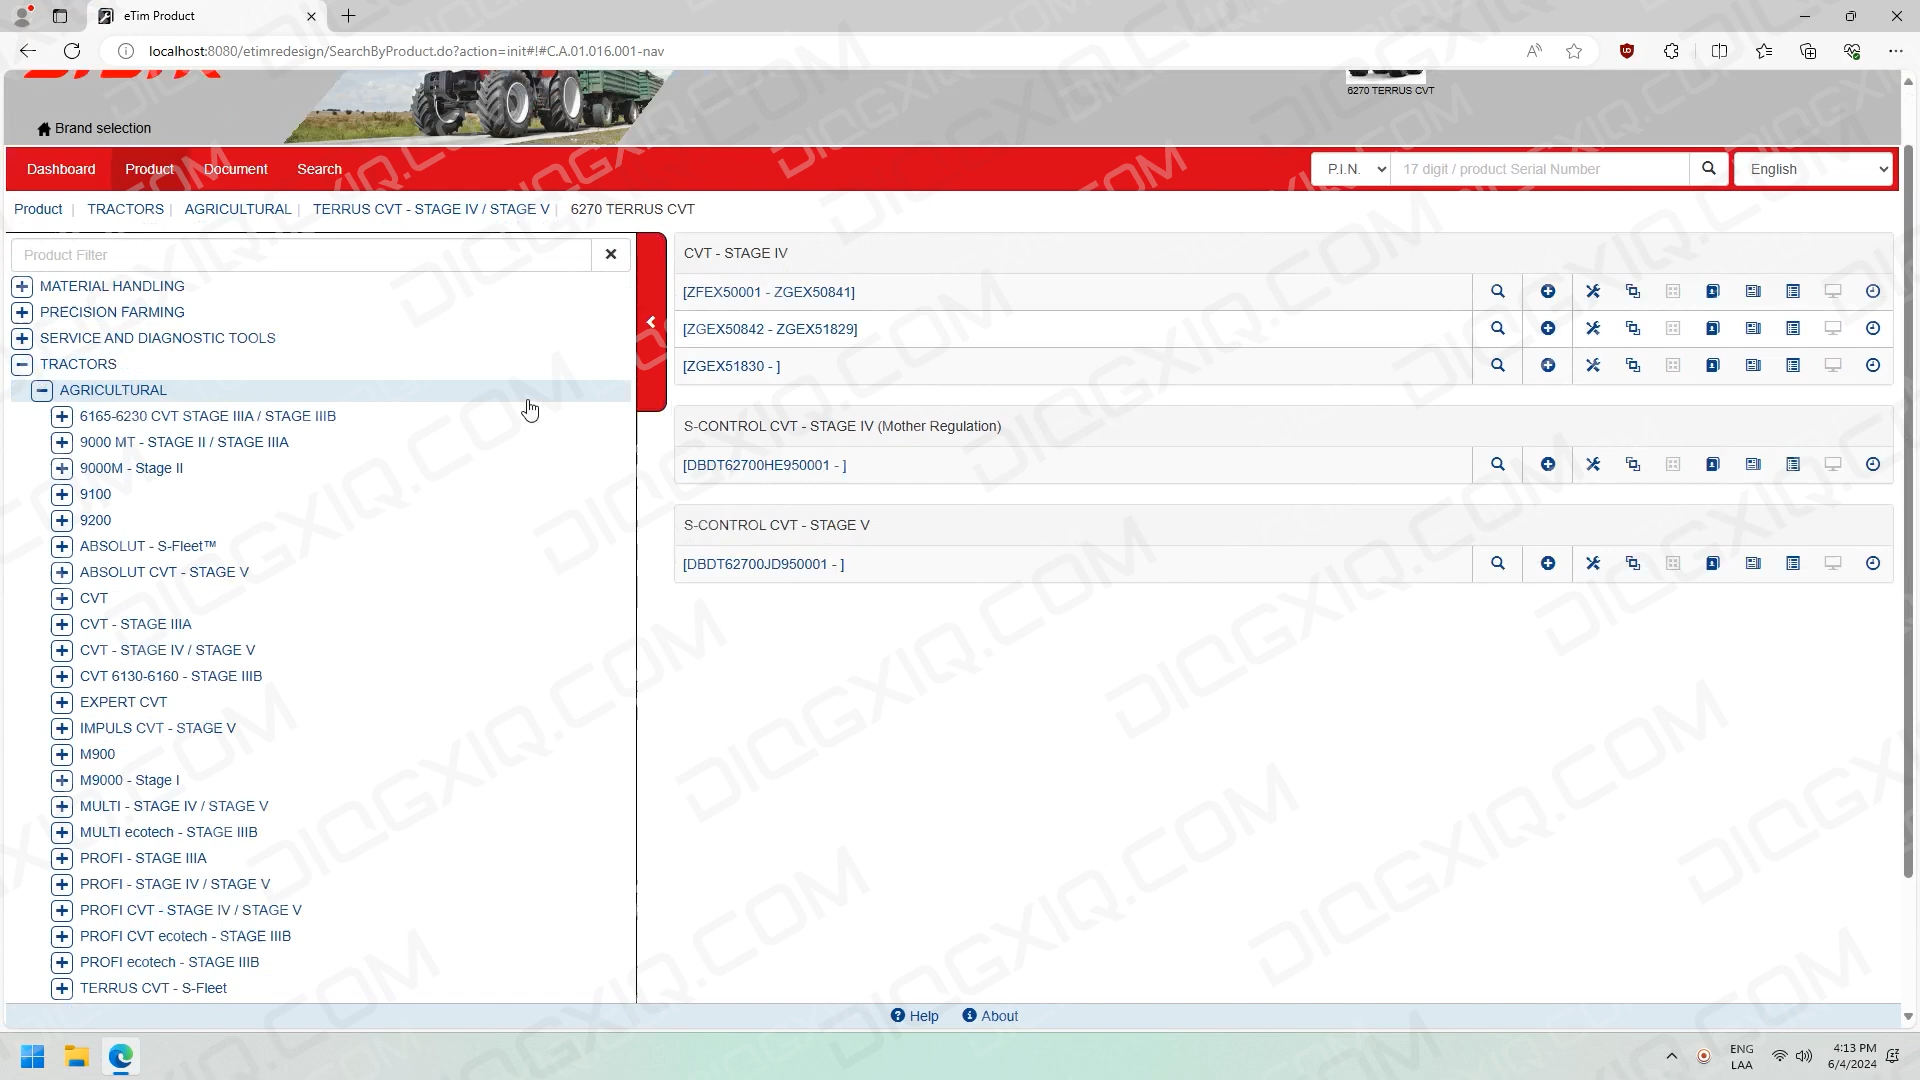 eTim Product
localhost:8080/etimredesign/SearchByProduct.do?action=init#!#C.A.01.016.001-nav
6270 TERRUS CVT
Brand selection
Dashboard Product Document Search P.I.N. 17 digit / product Serial Number English
Product | TRACTORS | AGRICULTURAL | TERRUS CVT - STAGE IV / STAGE V | 6270 TERRUS CVT
Product Filter
MATERIAL HANDLING
PRECISION FARMING
SERVICE AND DIAGNOSTIC TOOLS
TRACTORS
AGRICULTURAL
6165-6230 CVT STAGE IIIA / STAGE IIIB
9000 MT - STAGE II / STAGE IIIA
9000M - Stage II
9100
9200
ABSOLUT - S-Fleet™
ABSOLUT CVT - STAGE V
CVT
CVT - STAGE IIIA
CVT - STAGE IV / STAGE V
CVT 6130-6160 - STAGE IIIB
EXPERT CVT
IMPULS CVT - STAGE V
M900
M9000 - Stage I
MULTI - STAGE IV / STAGE V
MULTI ecotech - STAGE IIIB
PROFI - STAGE IIIA
PROFI - STAGE IV / STAGE V
PROFI CVT - STAGE IV / STAGE V
PROFI CVT ecotech - STAGE IIIB
PROFI ecotech - STAGE IIIB
TERRUS CVT - S-Fleet
CVT - STAGE IV
[ZFEX50001 - ZGEX50841]
[ZGEX50842 - ZGEX51829]
[ZGEX51830 - ]
S-CONTROL CVT - STAGE IV (Mother Regulation)
[DBDT62700HE950001 - ]
S-CONTROL CVT - STAGE V
[DBDT62700JD950001 - ]
Help About
ENG
LAA
4:13 PM
6/4/2024
DIQGXIQ.COM